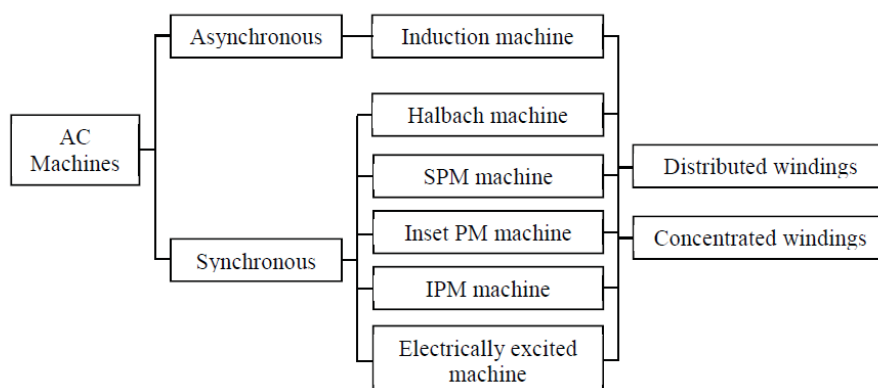 Asynchronous
Induction machine
Halbach machine
AC
Machines
SPM machine
Distributed windings
Inset PM machine
Concentrated windings
Synchronous
IPM machine
Electrically excited
machine